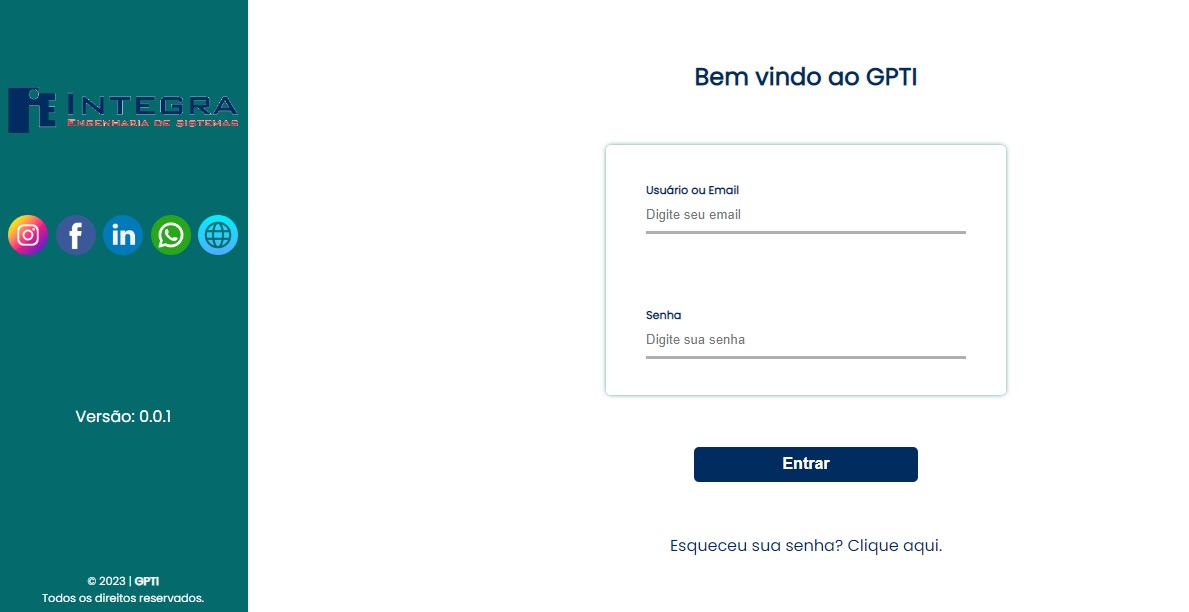 INTEGRA
ENGENHARIA DE SISTEMAS
Versão: 0.0.1
© 2023 | GPTI
Todos os direitos reservados.
Bem vindo ao GPTI
Usuário ou Email
Digite seu email
Senha
Digite sua senha
Entrar
Esqueceu sua senha? Clique aqui.